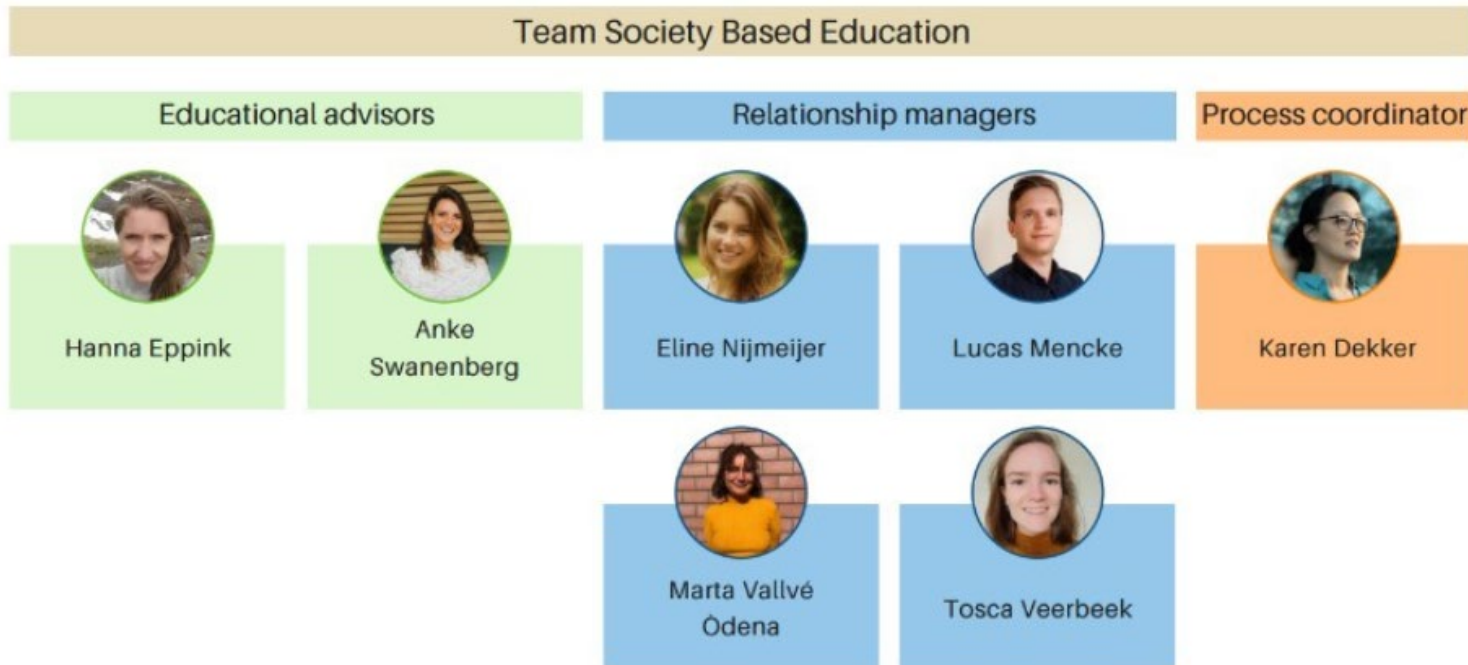 Team Society Based Education
Educational advisors
Relationship managers
Process coordinator
Hanna Eppink
Anke
Swanenberg
Eline Nijmeijer
Lucas Mencke
Karen Dekker
Marta Vallvé
Òdena
Tosca Veerbeek